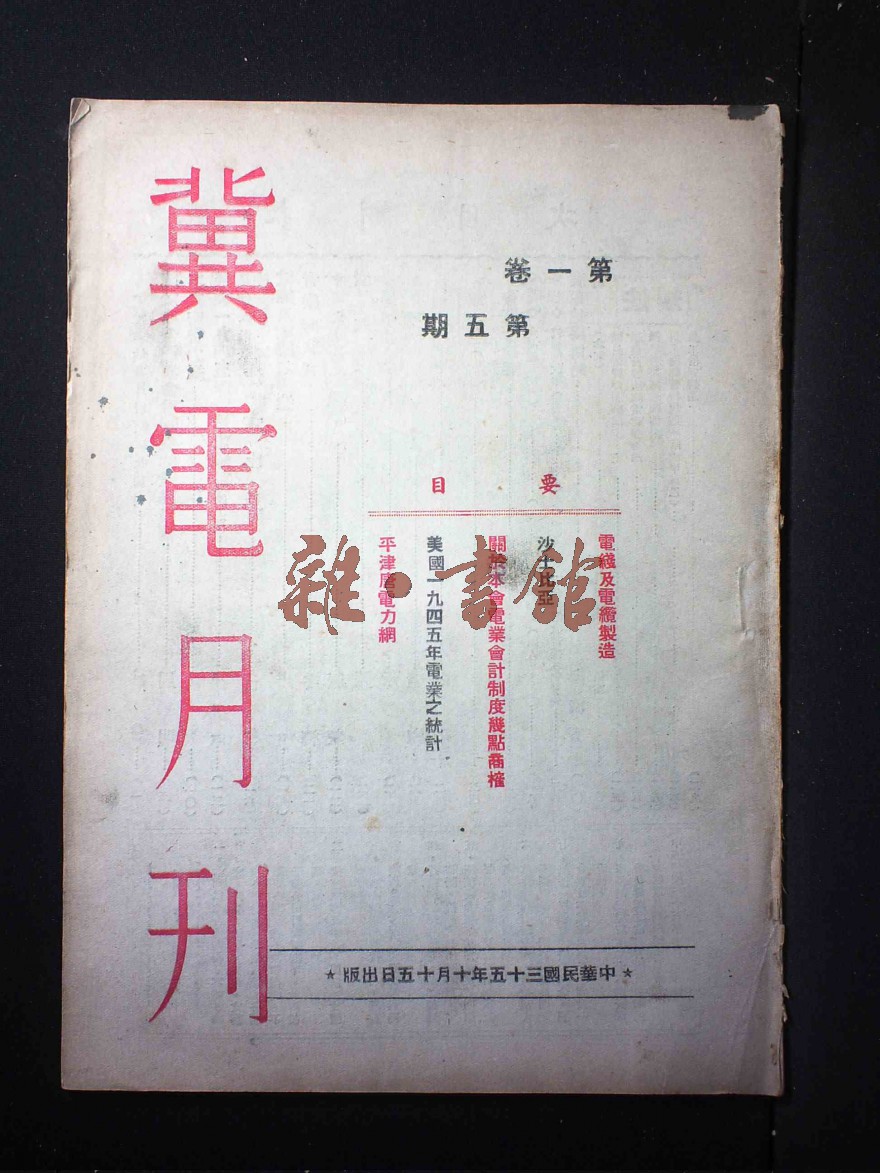 冀電月刊
第一卷
第五期
要目
電綫及電纜製造
沙士比亞
關於本會電業會計制度幾點商榷
美國一九四五年電業之統計
平津唐電力網
★中華民國三十五年十月十五日出版★
雜·書館